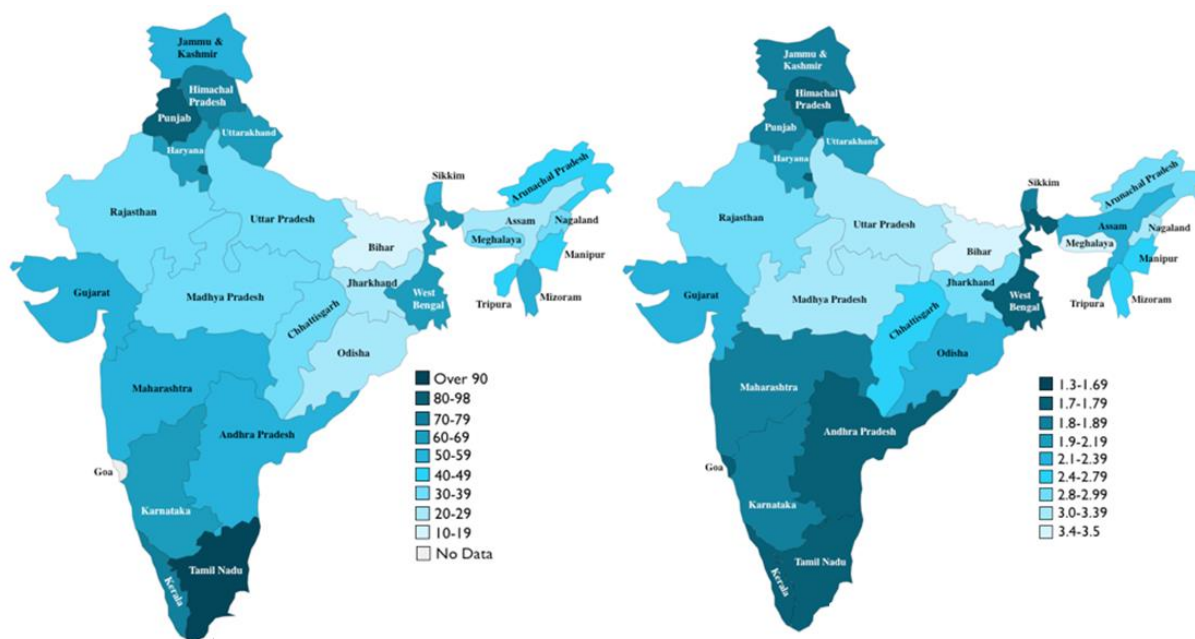 Jammu &
Kashmir
Himachal
Pradesh
Punjab
Uttarakhand
Haryana
Rajasthan
Uttar Pradesh
Bihar
Sikkim
Arunachal Pradesh
Assam
Nagaland
Meghalaya
Manipur
Tripura
Mizoram
Gujarat
Madhya Pradesh
Jharkhand
West
Bengal
Chhattisgarh
Odisha
Maharashtra
Andhra Pradesh
Goa
Karnataka
Kerala
Tamil Nadu
Over 90
80-98
70-79
60-69
50-59
40-49
30-39
20-29
10-19
No Data
Jammu &
Kashmir
Himachal
Pradesh
Punjab
Uttarakhand
Haryana
Rajasthan
Uttar Pradesh
Bihar
Sikkim
Arunachal Pradesh
Assam
Nagaland
Meghalaya
Manipur
Tripura
Mizoram
Gujarat
Madhya Pradesh
Jharkhand
West
Bengal
Chhattisgarh
Odisha
Maharashtra
Andhra Pradesh
Goa
Karnataka
Kerala
Tamil Nadu
1.3-1.69
1.7-1.79
1.8-1.89
1.9-2.19
2.1-2.39
2.4-2.79
2.8-2.99
3.0-3.39
3.4-3.5